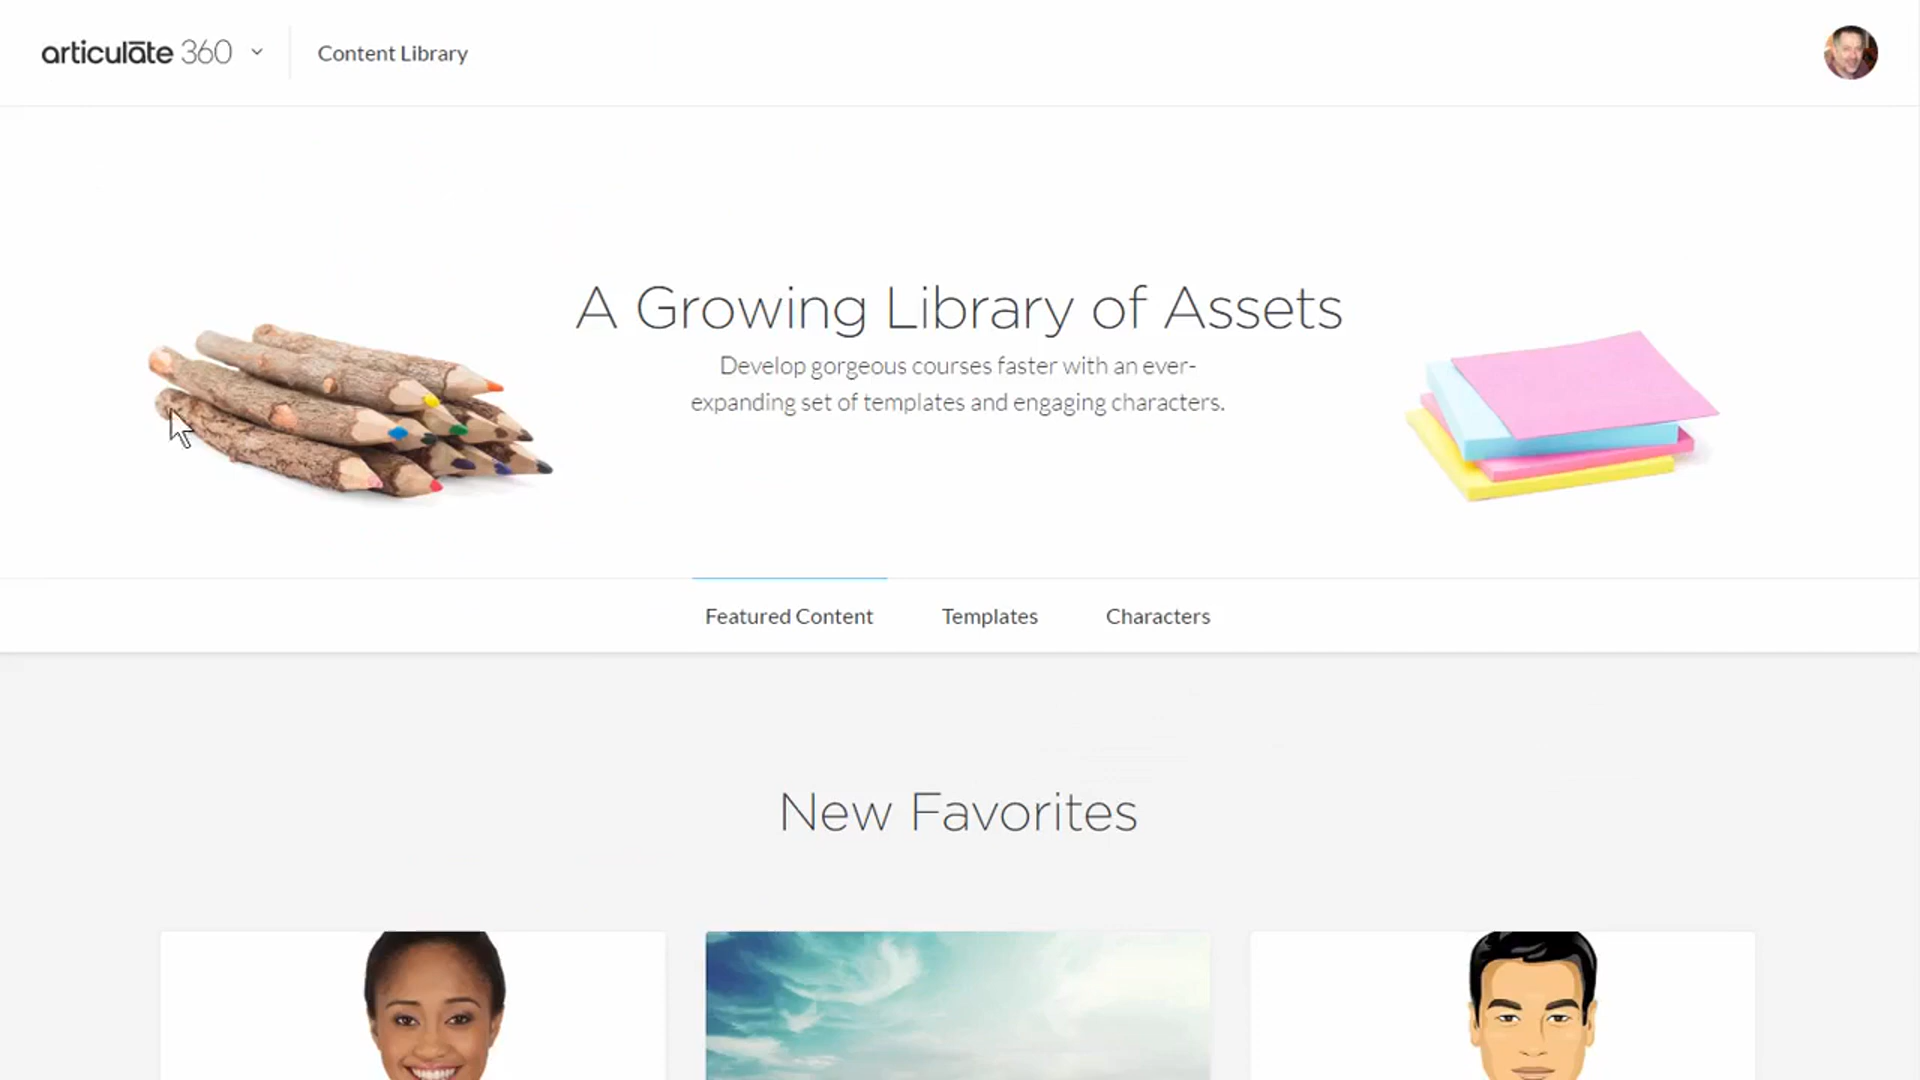 articulāte 360
Content Library
A Growing Library of Assets
Develop gorgeous courses faster with an ever-
expanding set of templates and engaging characters.
Featured Content
Templates
Characters
New Favorites